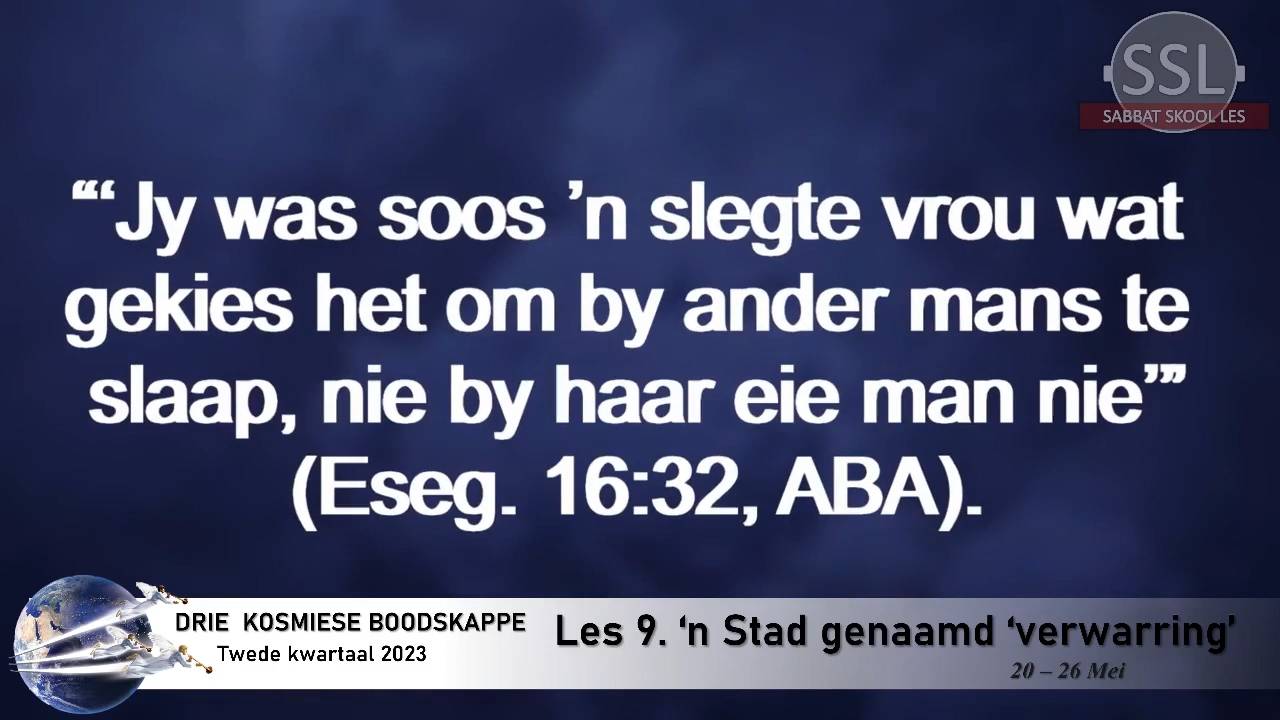 SSL
SABBAT SKOOL LES
“‘Jy was soos ’n slegte vrou wat
gekies het om by ander mans te
slaap, nie by haar eie man nie’”
(Eseg. 16:32, ABA).
DRIE KOSMIESE BOODSKAPPE
Twede kwartaal 2023
Les 9. ‘n Stad genaamd ‘verwarring’
20 – 26 Mei